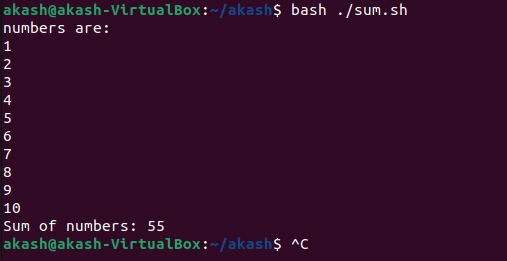 akash@akash-VirtualBox:~/akash$ bash ./sum.sh
numbers are:
1
2
3
4
5
6
7
8
9
10
Sum of numbers: 55
akash@akash-VirtualBox:~/akash$ ^C